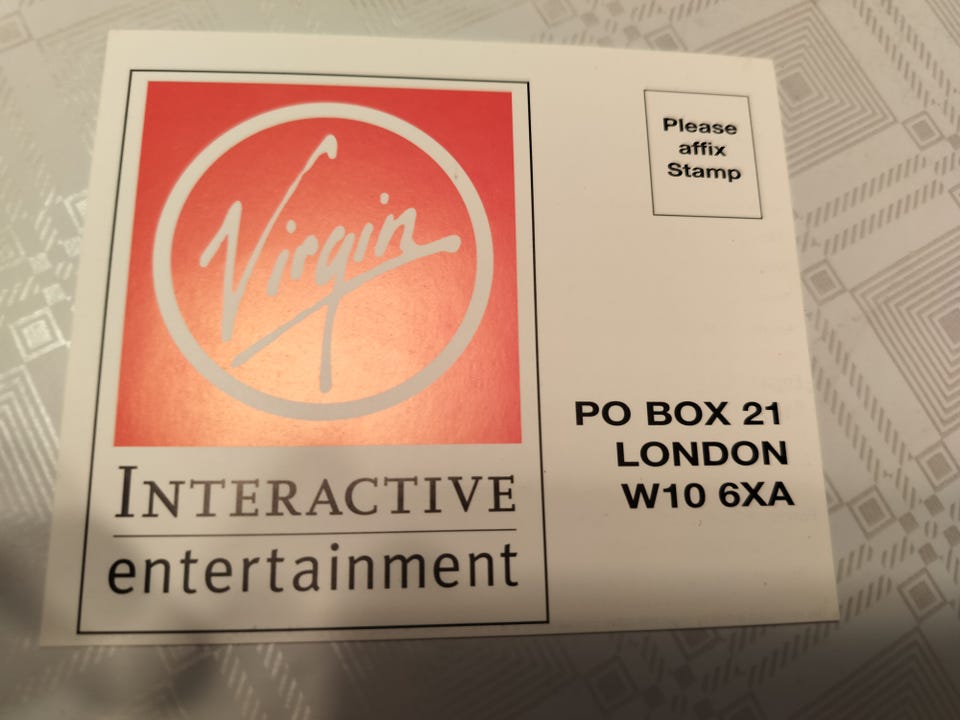 Virgin
INTERACTIVE
entertainment
Please
affix
Stamp
PO BOX 21
LONDON
W10 6XA